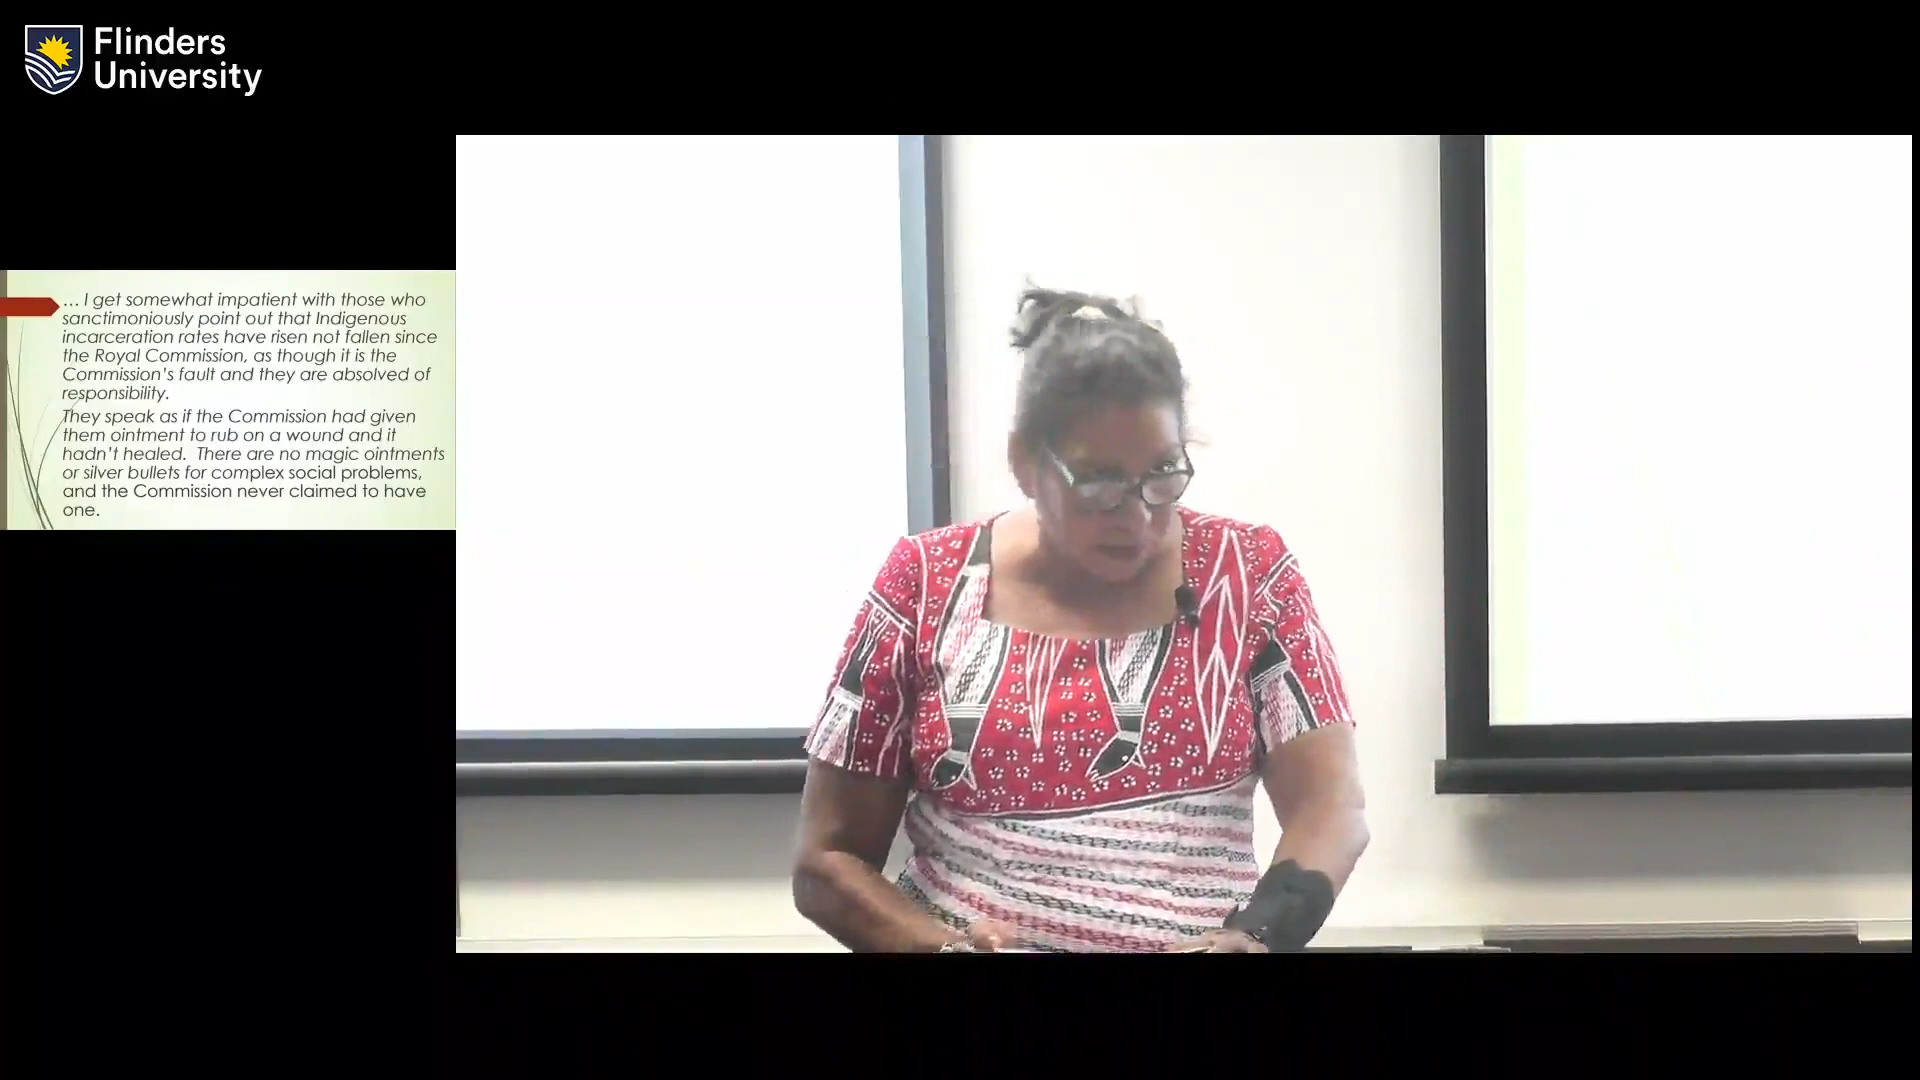 Flinders
University
… I get somewhat impatient with those who
sanctimoniously point out that Indigenous
incarceration rates have risen not fallen since
the Royal Commission, as though it is the
Commission's fault and they are absolved of
responsibility.
They speak as if the Commission had given
them ointment to rub on a wound and it
hadn't healed.  There are no magic ointments
or silver bullets for complex social problems,
and the Commission never claimed to have
one.